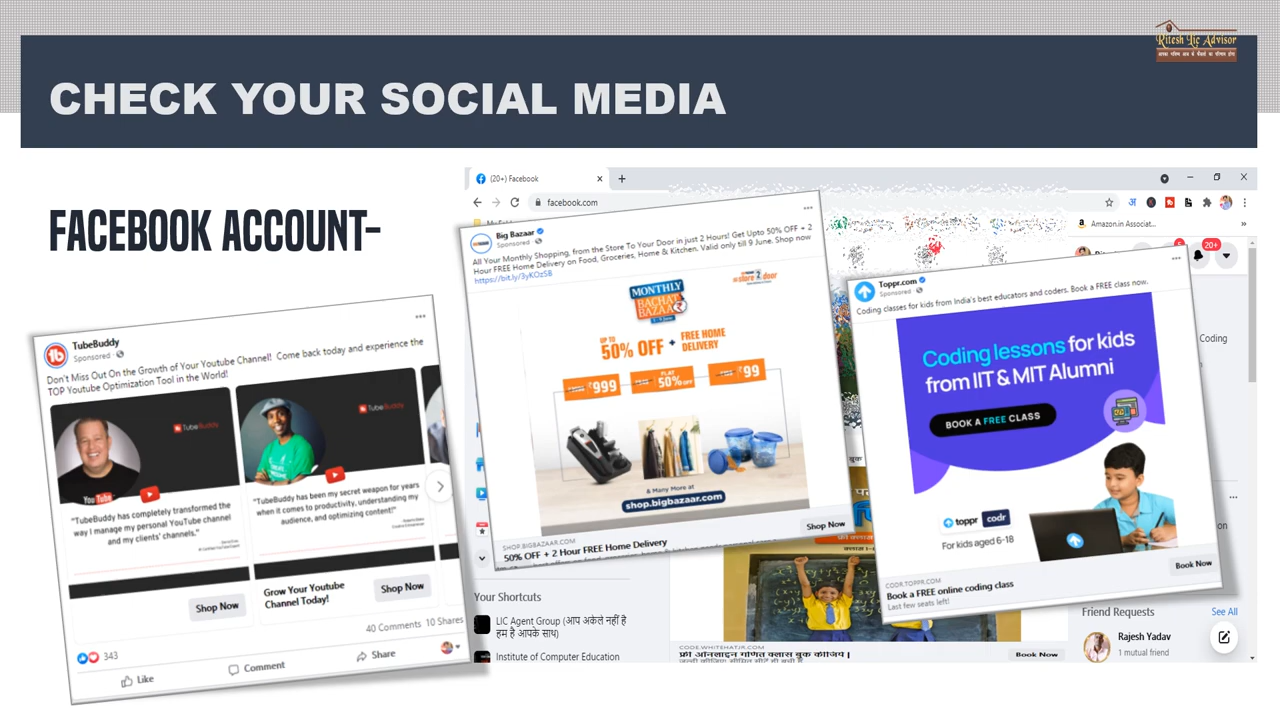 Ritesh Lic Advisor
CHECK YOUR SOCIAL MEDIA
FACEBOOK ACCOUNT-
(20+) Facebook
facebook.com
Amazon.in Associat...
20+
TubeBuddy
Sponsored
Don't Miss Out On the Growth of Your Youtube Channel! Come back today and experience the
TOP Youtube Optimization Tool in the World!
TubeBuddy
TubeBuddy
YouTube
"TubeBuddy has completely transformed the
way I manage my personal YouTube channel
and my clients' channels."
"TubeBuddy has been my secret weapon for years
when it comes to productivity, understanding my
audience, and optimizing content!"
Shop Now
Grow Your Youtube
Channel Today!
Shop Now
343
40 Comments 10 Shares
Like
Comment
Share
Big Bazaar
Sponsored
All Your Monthly Shopping, from the Store To Your Door in just 2 Hours! Get Upto 50% OFF + 2
Hour FREE Home Delivery on Food, Groceries, Home & Kitchen. Valid only till 9 June. Shop now
https://bit.ly/3yKOzSB
MONTHLY
BACHAT
BAZAAR
store 2 door
UP TO
50% OFF + FREE HOME
DELIVERY
₹999
FLAT
50% OFF
₹99
& Many More at
shop.bigbazaar.com
Shop Now
SHOP.BIGBAZAAR.COM
50% OFF + 2 Hour FREE Home Delivery
Toppr.com
Sponsored
Coding classes for kids from India's best educators and coders. Book a FREE class now.
Coding lessons for kids
from IIT & MIT Alumni
BOOK A FREE CLASS
toppr codr
For kids aged 6-18
CODR.TOPPR.COM
Book a FREE online coding class
Last few seats left!
Book Now
Coding
Your Shortcuts
LIC Agent Group (आप अकेले नहीं है
हम है आपके साथ)
Institute of Computer Education
CODE.WHITEHATJR.COM
फ्री ऑनलाइन गणित क्लास बुक कीजिये |
Book Now
Friend Requests
See All
Rajesh Yadav
1 mutual friend